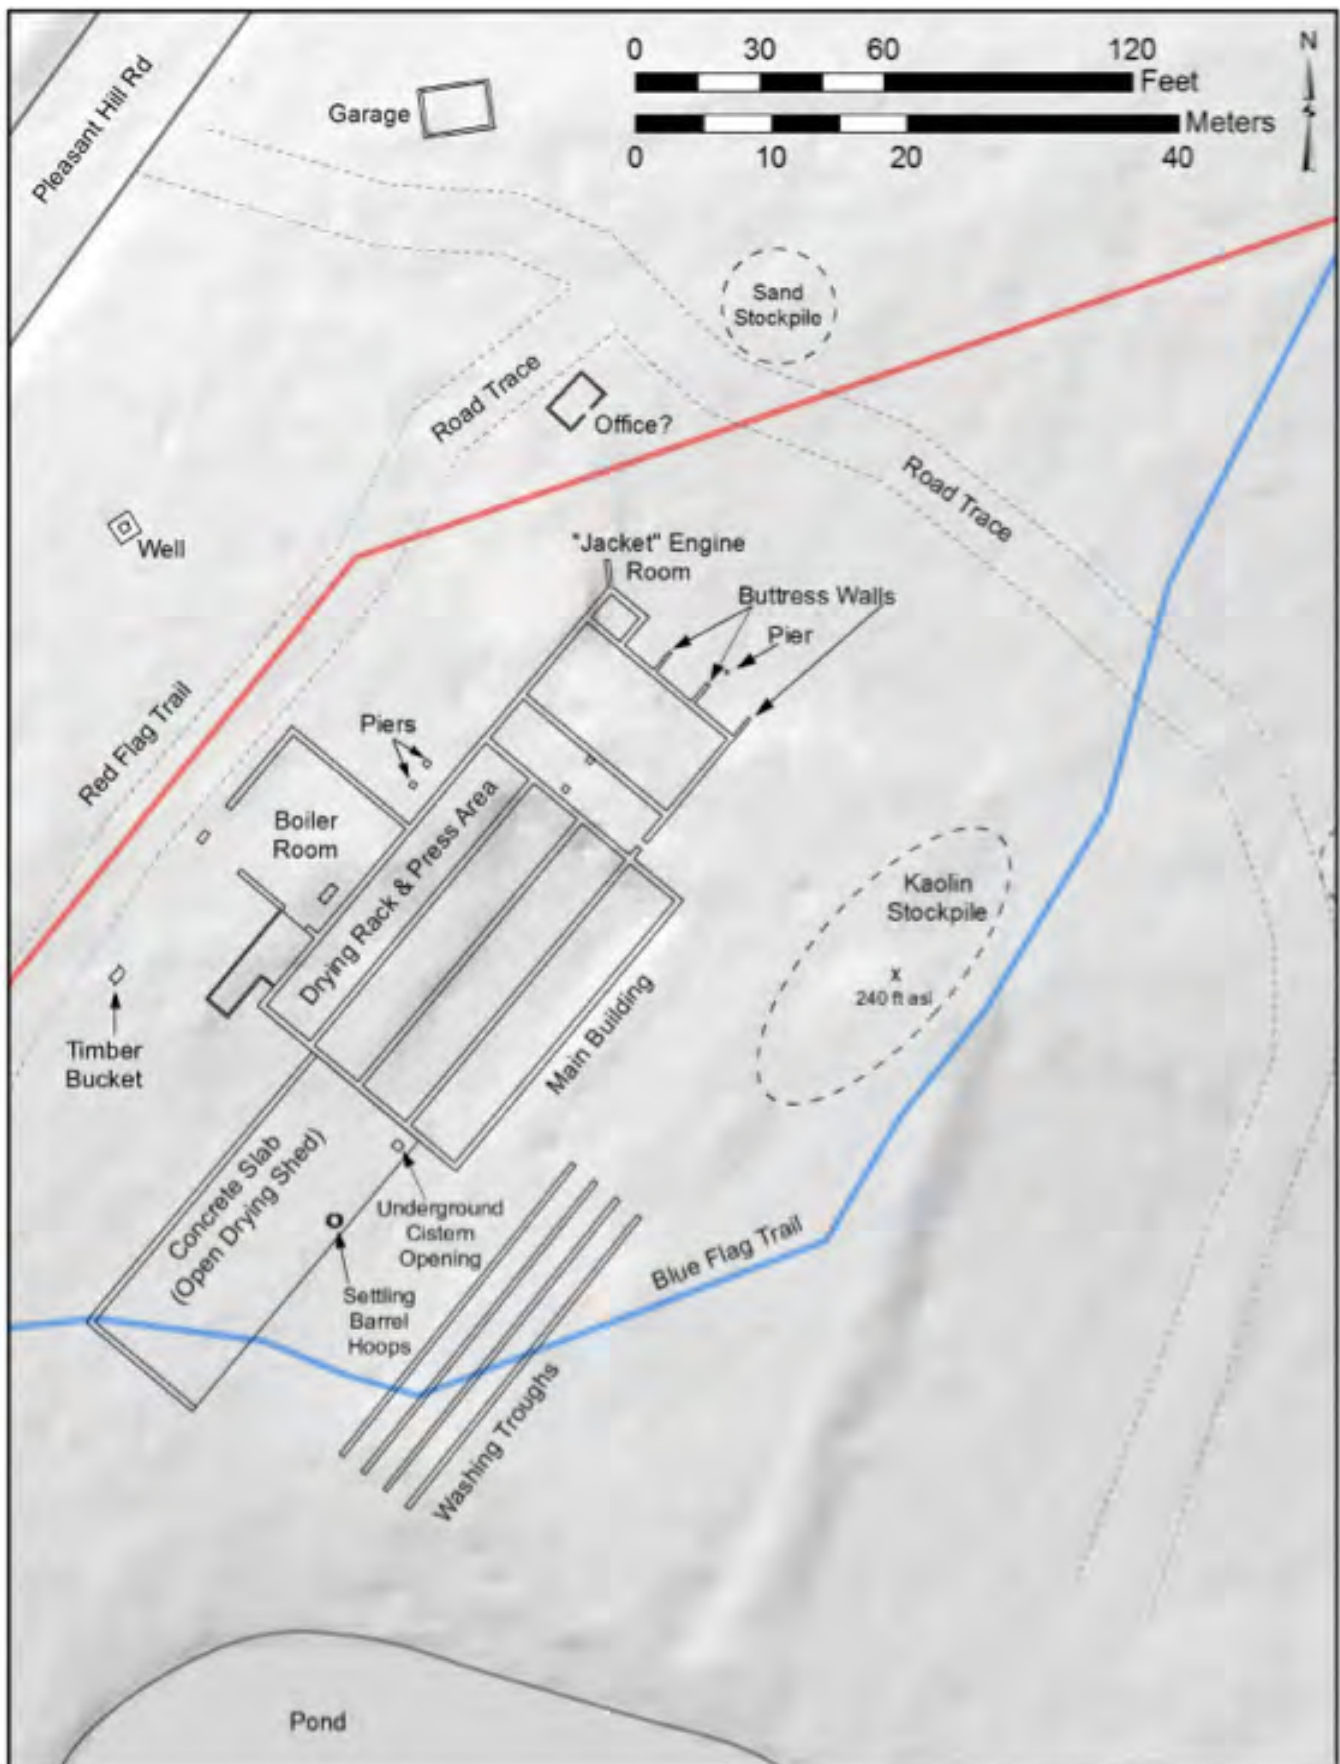 0 30 60 120
Feet
Meters
0 10 20 40
N
Pleasant Hill Rd
Garage
Sand
Stockpile
Road Trace
Office?
Road Trace
Well
"Jacket" Engine
Room
Buttress Walls
Pier
Red Flag Trail
Piers
Boiler
Room
Drying Rack & Press Area
Kaolin
Stockpile
x
240 ft asl
Timber
Bucket
Main Building
Concrete Slab
(Open Drying Shed)
Underground
Cistern
Opening
Settling
Barrel
Hoops
Blue Flag Trail
Washing Troughs
Pond